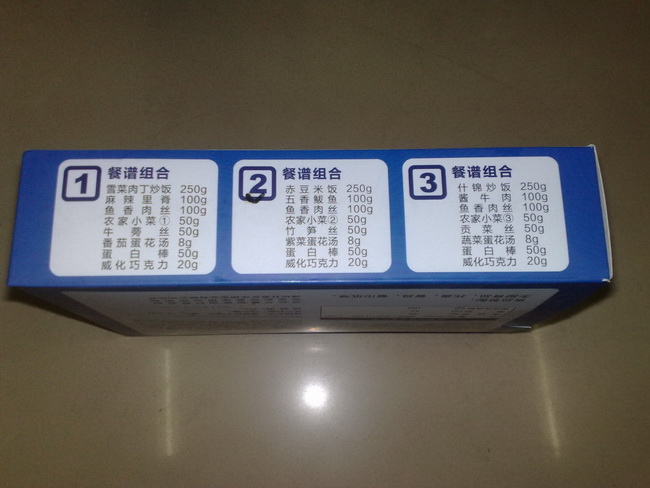 1
餐谱组合
雪菜肉丁炒饭 250g
麻辣里脊 100g
鱼香肉丝 100g
农家小菜① 50g
牛蒡丝 50g
番茄蛋花汤 8g
蛋白棒 50g
威化巧克力 20g
2
餐谱组合
赤豆米饭 250g
五香鲅鱼 100g
鱼香肉丝 100g
农家小菜② 50g
竹笋丝 50g
紫菜蛋花汤 8g
蛋白棒 50g
威化巧克力 20g
3
餐谱组合
什锦炒饭 250g
酱牛肉 100g
鱼香肉丝 100g
农家小菜③ 50g
贡菜丝 50g
蔬菜蛋花汤 8g
蛋白棒 50g
威化巧克力 20g